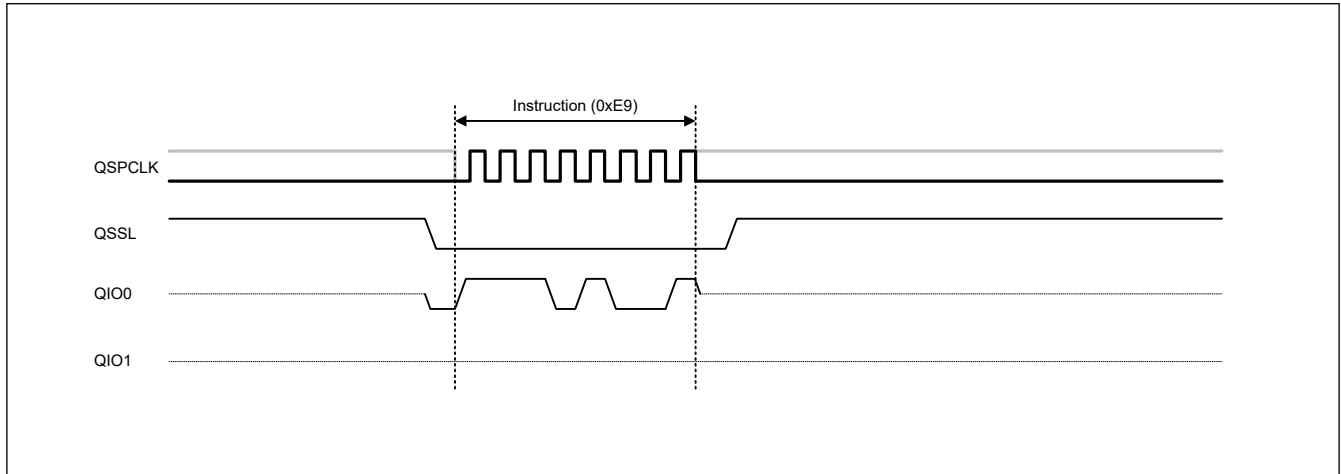 Instruction (0xE9)
QSPCLK
QSSL
QIO0
QIO1